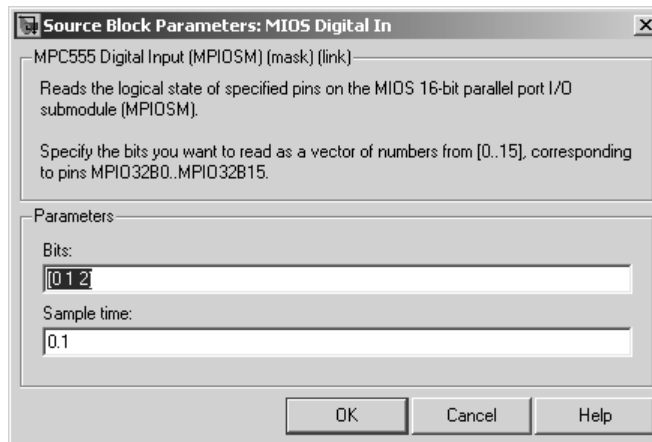 Source Block Parameters: MIOS Digital In
MPC555 Digital Input (MPIOSM) (mask) (link)
Reads the logical state of specified pins on the MIOS 16-bit parallel port I/O
submodule (MPIOSM).
Specify the bits you want to read as a vector of numbers from [0..15], corresponding
to pins MPIO32B0..MPIO32B15.
Parameters
Bits:
[0 1 2]
Sample time:
0.1
OK Cancel Help